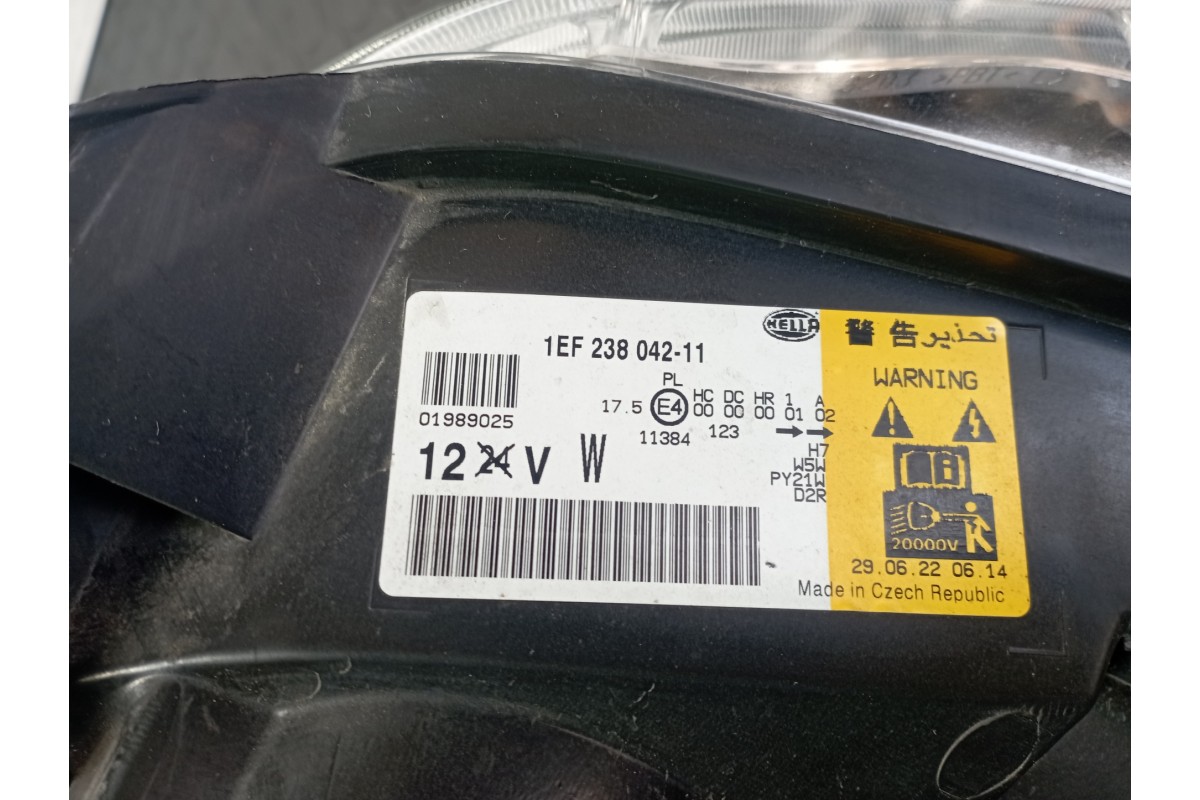 HELLA
1EF 238 042-11
01989025
PL
17.5 E4 HC DC HR 1 A
00 00 00 01 02
11384 123
12 24 V W
H7
W5W
PY21W
D2R
警告 تحذير
WARNING
20000V
29.06.22 06.14
Made in Czech Republic